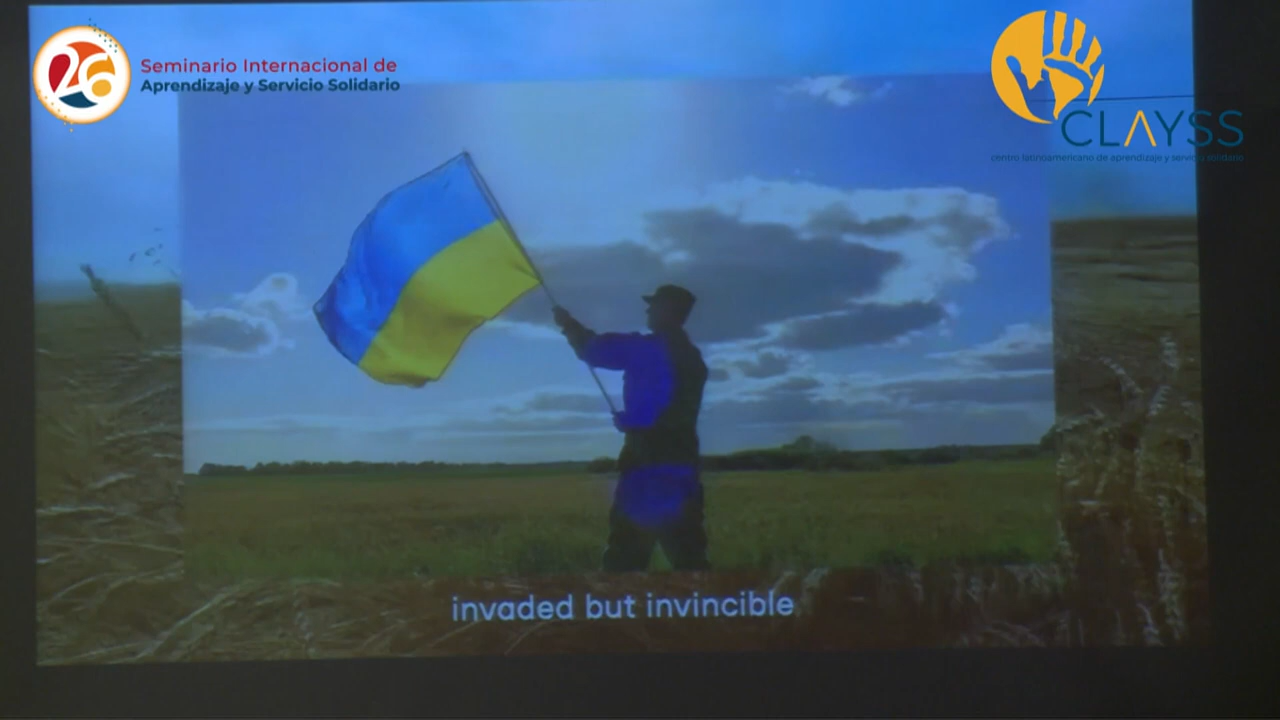 26
Seminario Internacional de
Aprendizaje y Servicio Solidario
CLAYSS
centro latinoamericano de aprendizaje y servicio solidario
invaded but invincible